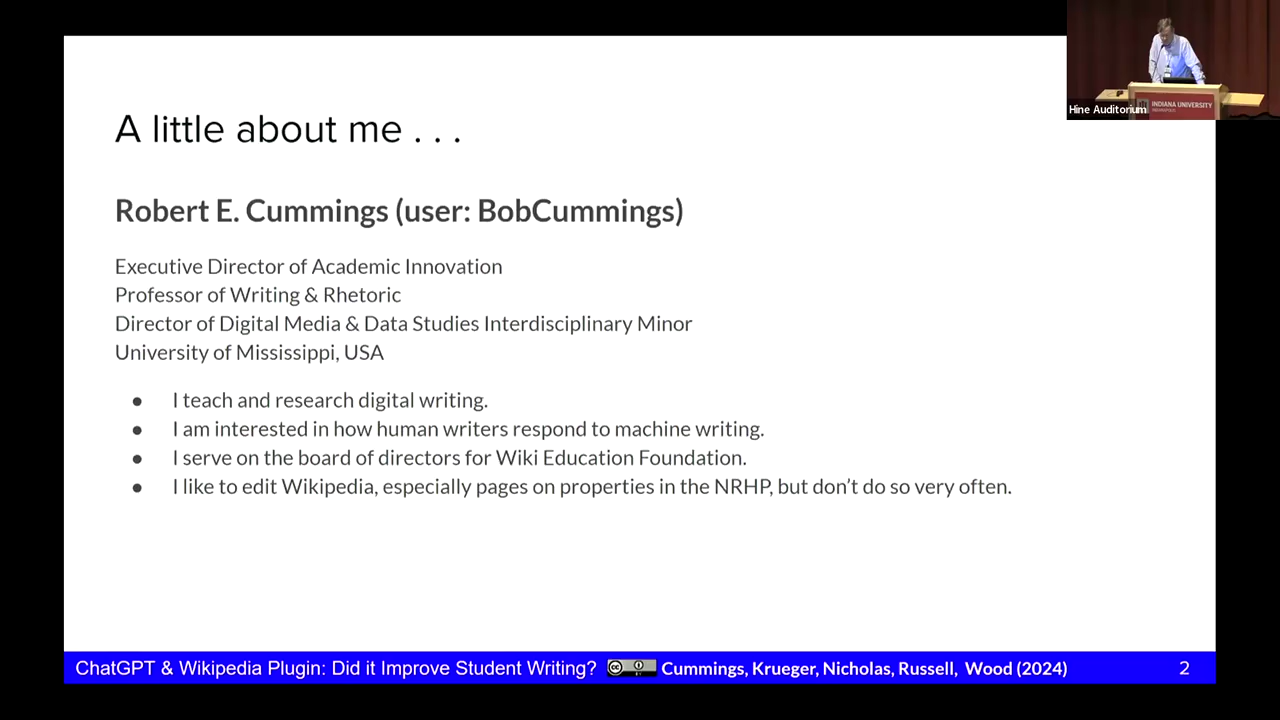 A little about me . . .
Robert E. Cummings (user: BobCummings)
Executive Director of Academic Innovation
Professor of Writing & Rhetoric
Director of Digital Media & Data Studies Interdisciplinary Minor
University of Mississippi, USA
● I teach and research digital writing.
● I am interested in how human writers respond to machine writing.
● I serve on the board of directors for Wiki Education Foundation.
● I like to edit Wikipedia, especially pages on properties in the NRHP, but don’t do so very often.
ChatGPT & Wikipedia Plugin: Did it Improve Student Writing? Cummings, Krueger, Nicholas, Russell, Wood (2024) 2
Hine Auditorium
INDIANA UNIVERSITY